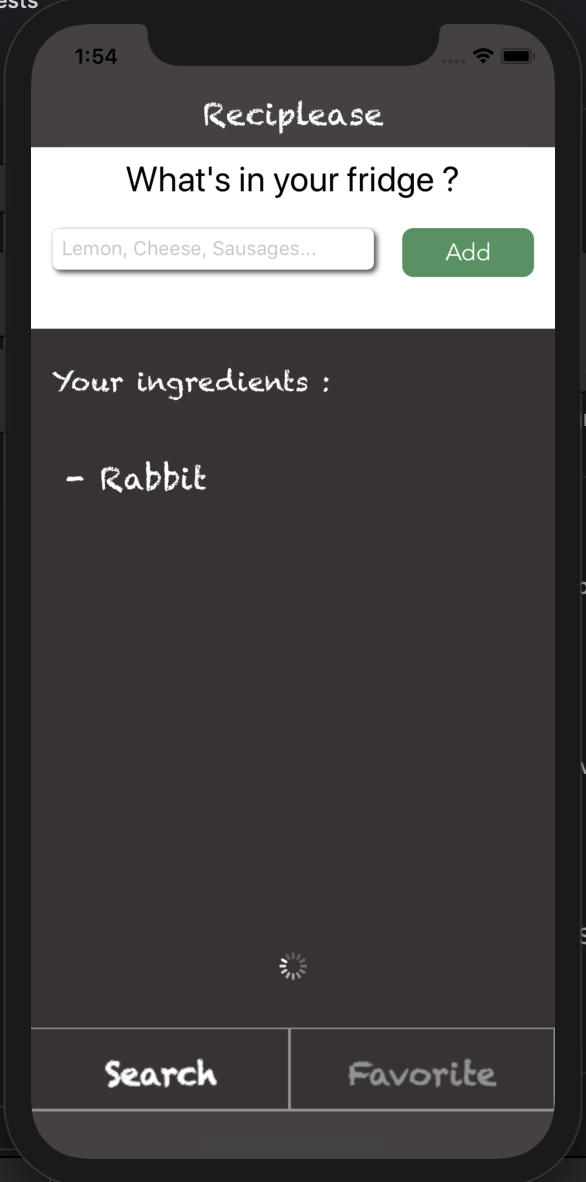 ests
1:54
Reciplease
What's in your fridge ?
Lemon, Cheese, Sausages...
Add
Your ingredients :
- Rabbit
Search
Favorite